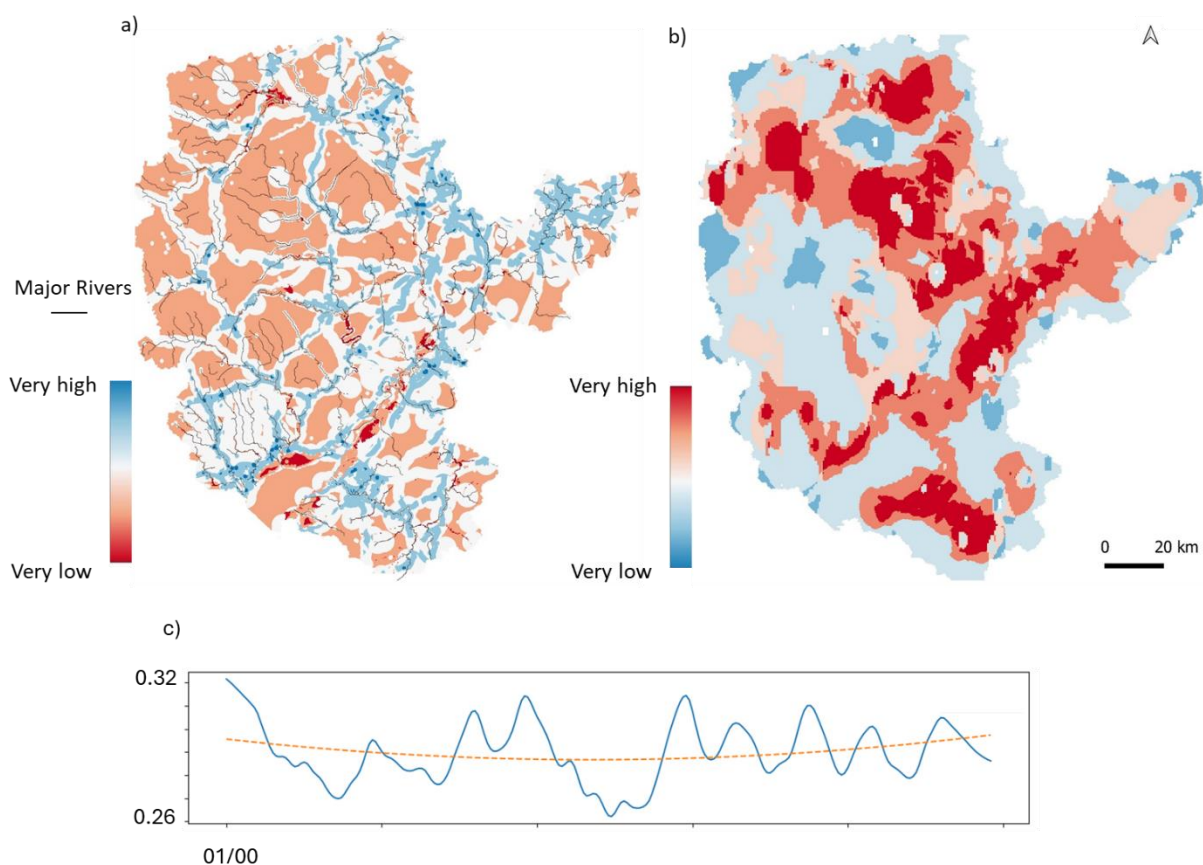 a)
b)
Major Rivers
Very high
Very low
Very high
Very low
0 20 km
c)
0.32
0.26
01/00